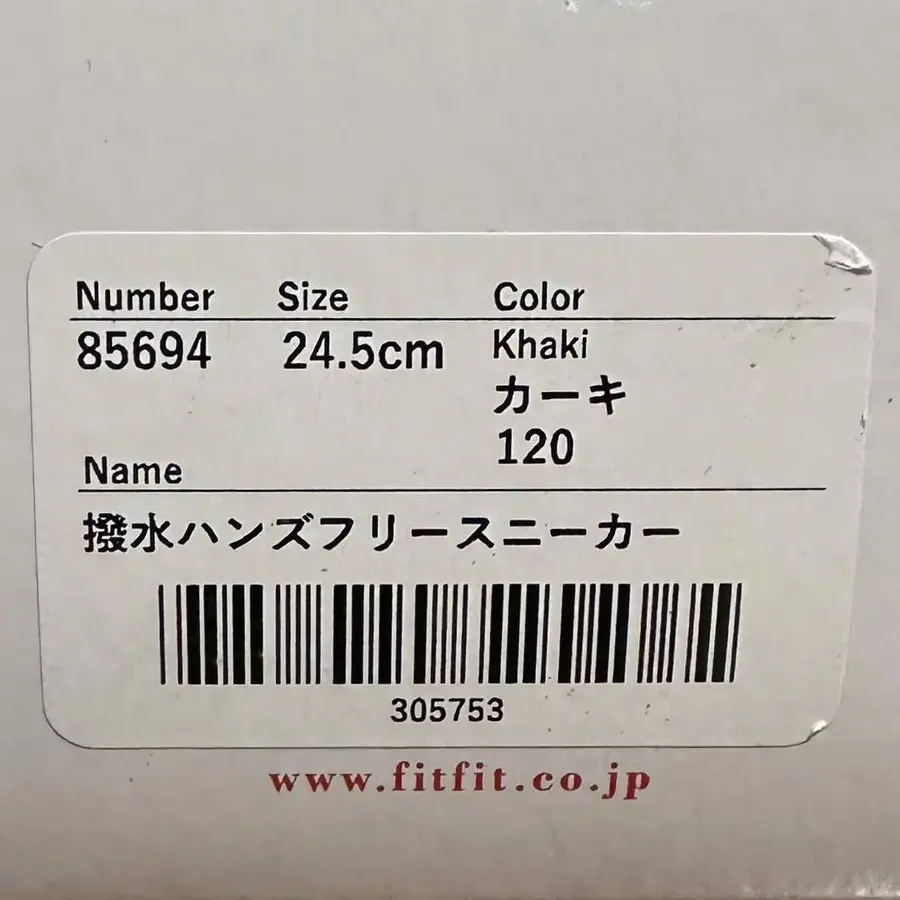 Number Size Color
85694 24.5cm Khaki
カーキ
120
Name
撥水ハンズフリースニーカー
305753
www.fitfit.co.jp